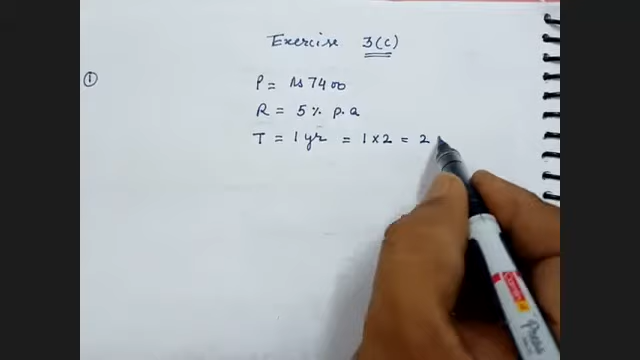 Exercise 3(c)
① P = Rs 7400
R = 5% p.a
T = 1 yr = 1 × 2 = 2